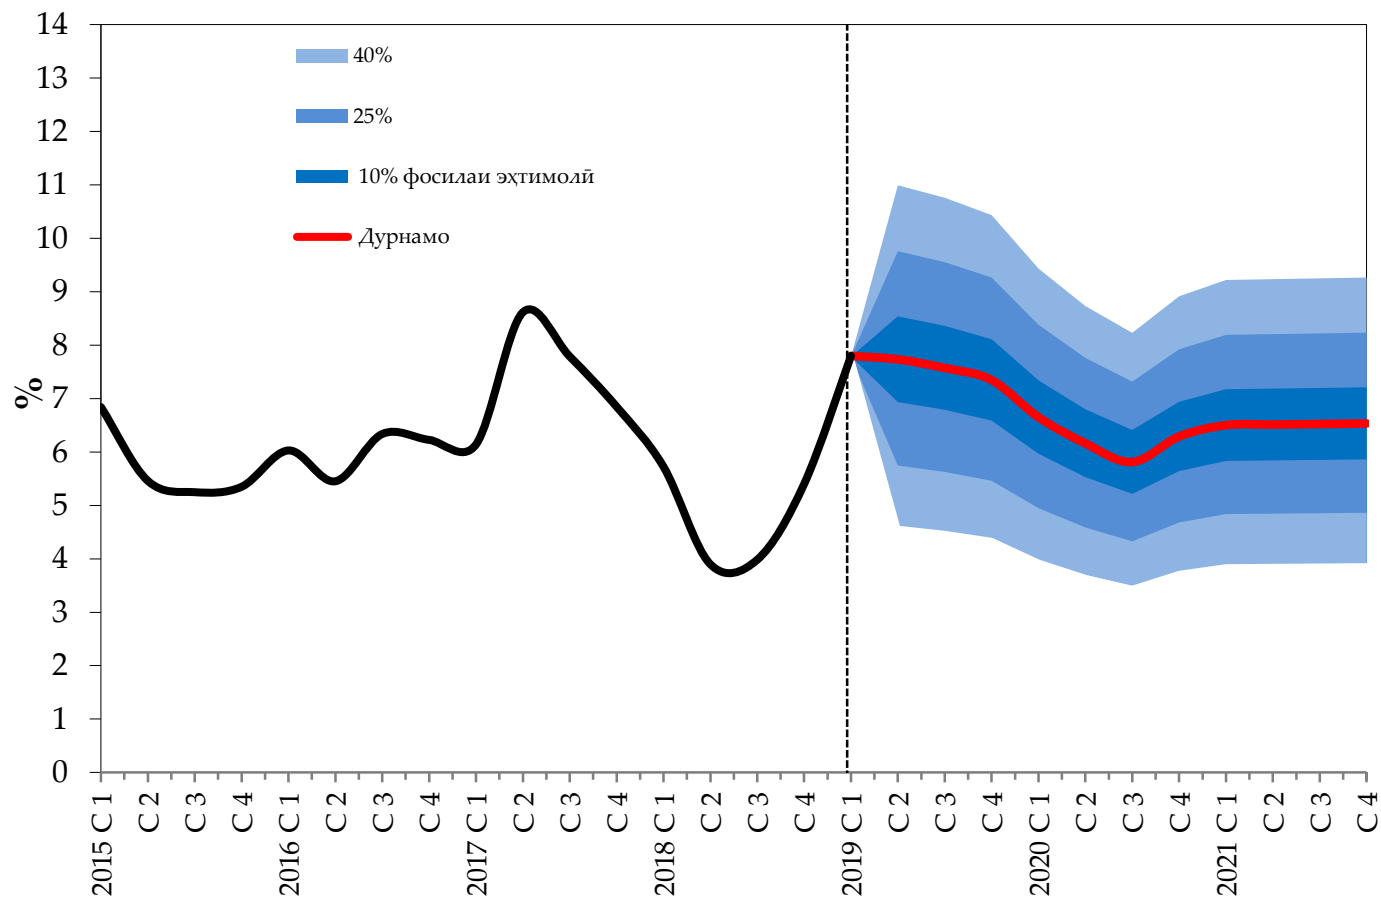 14
13
12
11
10
9
8
7
6
5
4
3
2
1
0
%
40%
25%
10% фосилаи эҳтимолӣ
Дурнамо
2015 С 1
С 2
С 3
С 4
2016 С 1
С 2
С 3
С 4
2017 С 1
С 2
С 3
С 4
2018 С 1
С 2
С 3
С 4
2019 С 1
С 2
С 3
С 4
2020 С 1
С 2
С 3
С 4
2021 С 1
С 2
С 3
С 4